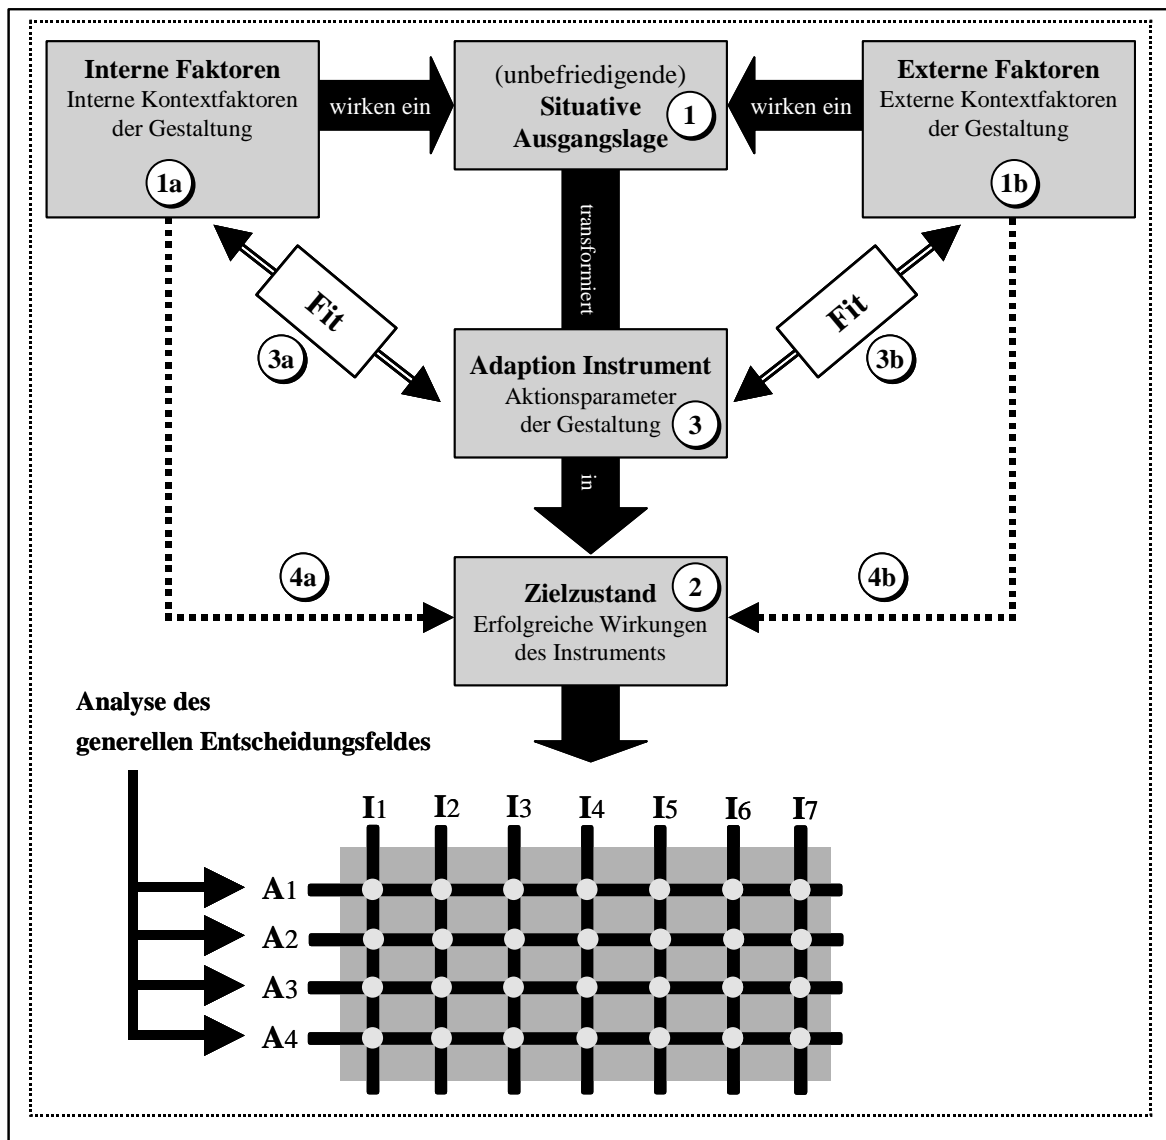 Interne Faktoren
Interne Kontextfaktoren
der Gestaltung
1a
wirken ein
(unbefriedigende)
Situative
Ausgangslage
1
wirken ein
Externe Faktoren
Externe Kontextfaktoren
der Gestaltung
1b
transformiert
Fit
3a
Fit
3b
Adaption Instrument
Aktionsparameter
der Gestaltung
3
in
4a
Zielzustand
Erfolgreiche Wirkungen
des Instruments
2
4b
Analyse des
generellen Entscheidungsfeldes
I1 I2 I3 I4 I5 I6 I7
A1
A2
A3
A4